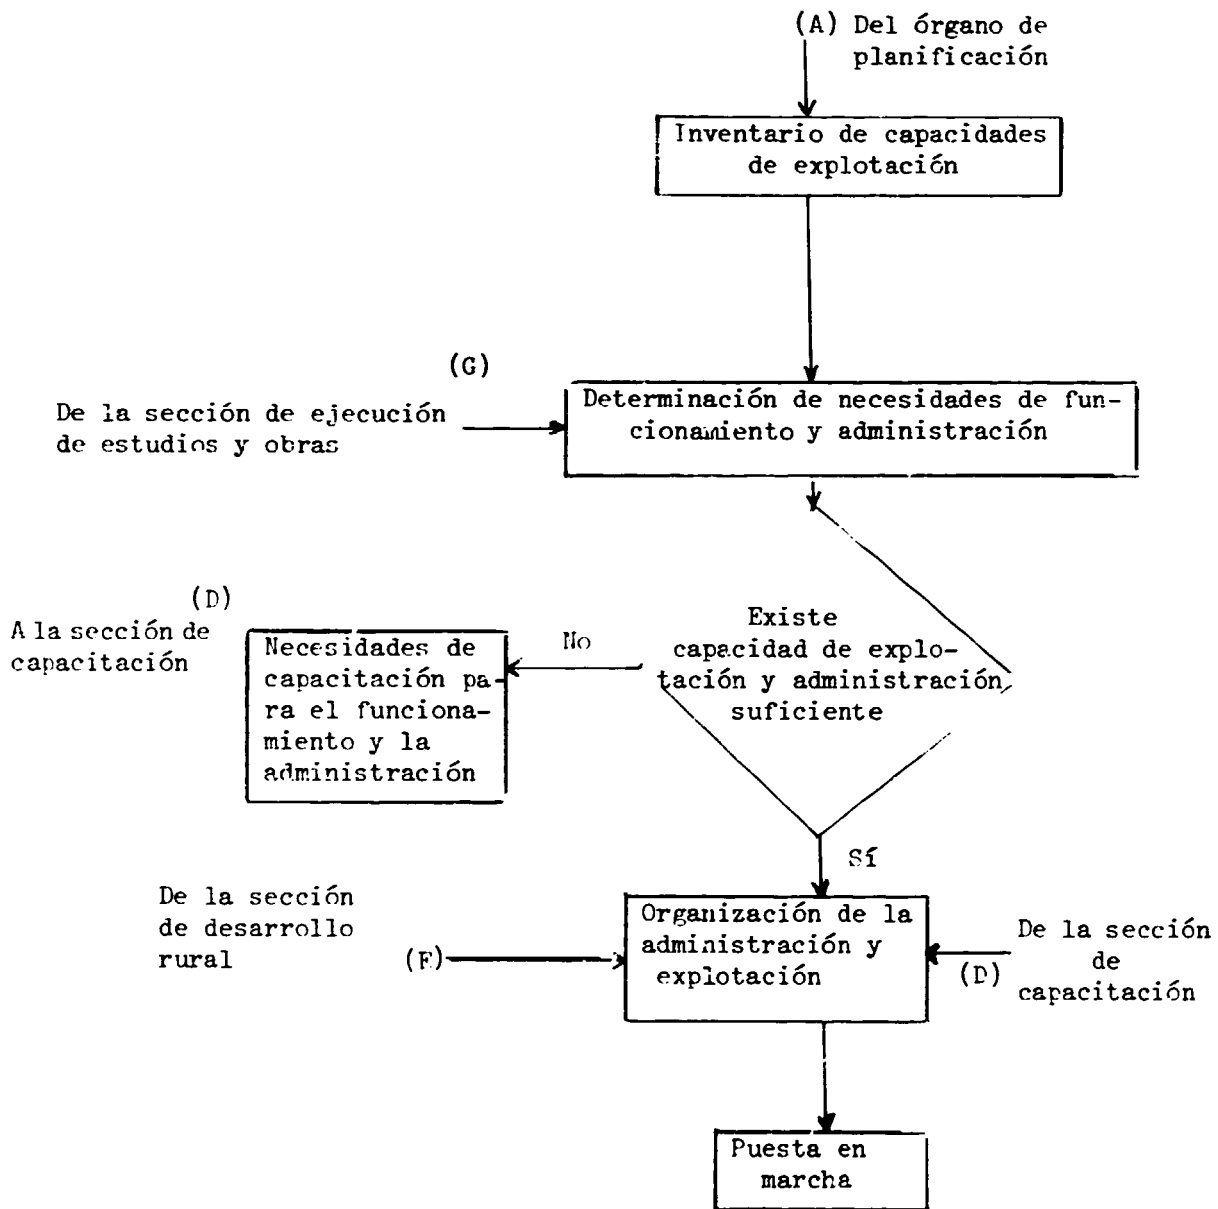 (A) Del órgano de
planificación
Inventario de capacidades
de explotación
(G)
De la sección de ejecución
de estudios y obras
Determinación de necesidades de fun-
cionamiento y administración
(D)
A la sección de
capacitación
Necesidades de
capacitación pa-
ra el funciona-
miento y la
administración
No
Existe
capacidad de explo-
tación y administración
suficiente
Sí
De la sección
de desarrollo
rural
(E)
Organización de la
administración y
explotación
De la sección
de
capacitación
(D)
Puesta en
marcha